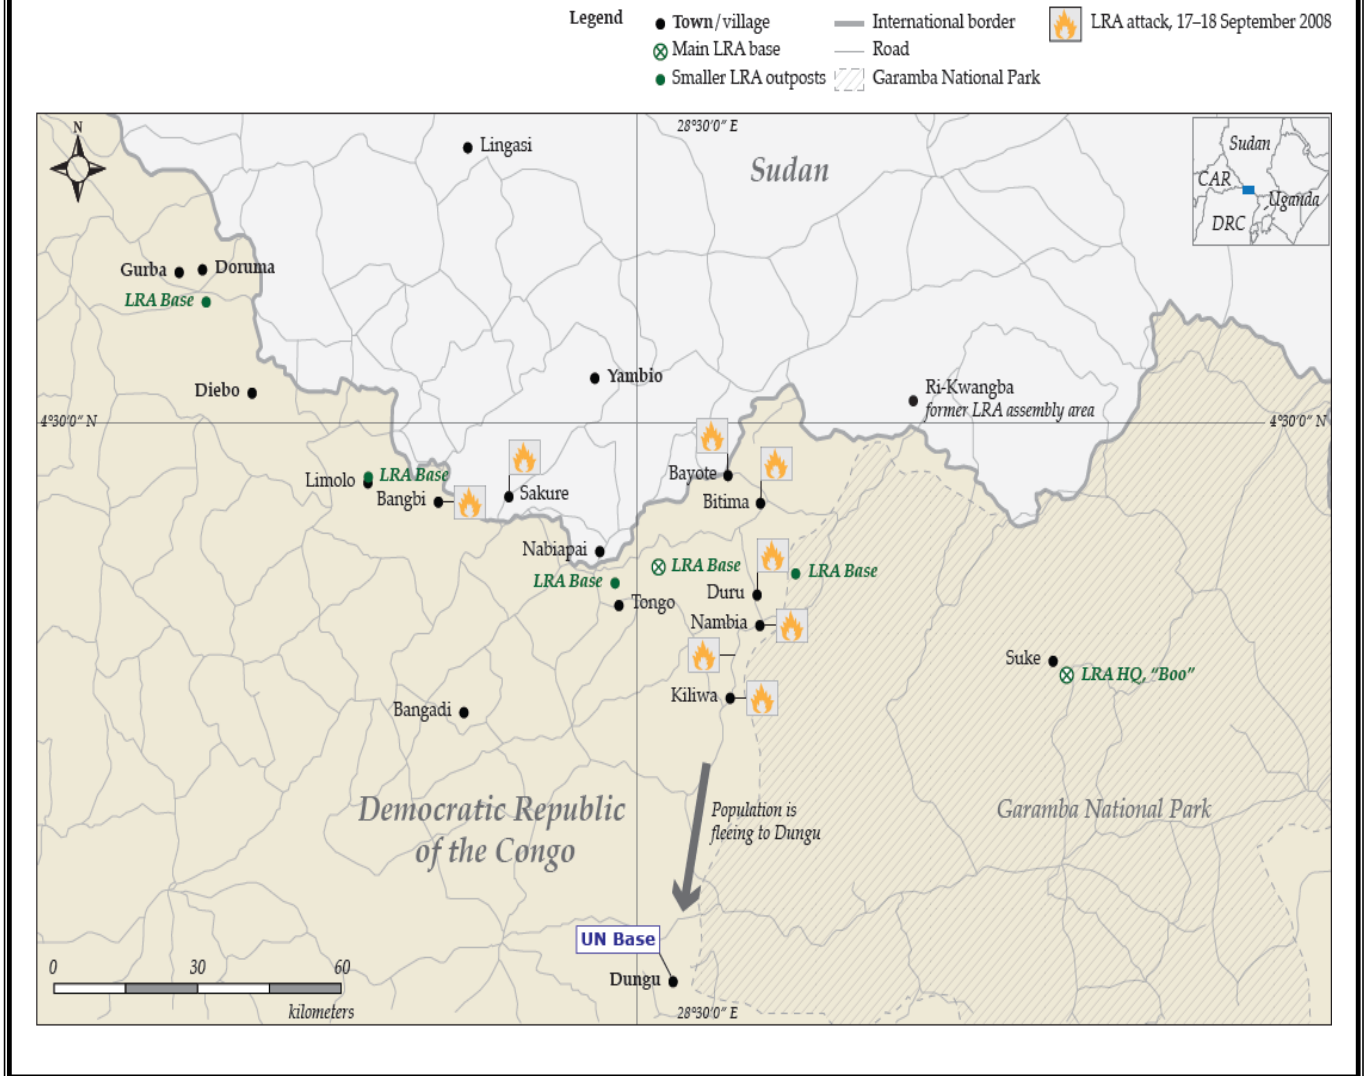 Legend
Town/village
International border
LRA attack, 17–18 September 2008
Main LRA base
Road
Smaller LRA outposts
Garamba National Park
N
28°30'0" E
Lingasi
Sudan
Sudan
CAR
Uganda
DRC
Gurba
Doruma
LRA Base
Yambio
Diebo
Ri-Kwangba
former LRA assembly area
4°30'0" N
4°30'0" N
Bayote
Limolo
LRA Base
Bangbi
Sakure
Bitima
Nabiapai
LRA Base
LRA Base
LRA Base
Duru
Tongo
Nambia
Suke
LRA HQ, “Boo”
Kiliwa
Bangadi
Democratic Republic
of the Congo
Population is
fleeing to Dungu
Garamba National Park
UN Base
Dungu
0
30
60
kilometers
28°30'0" E